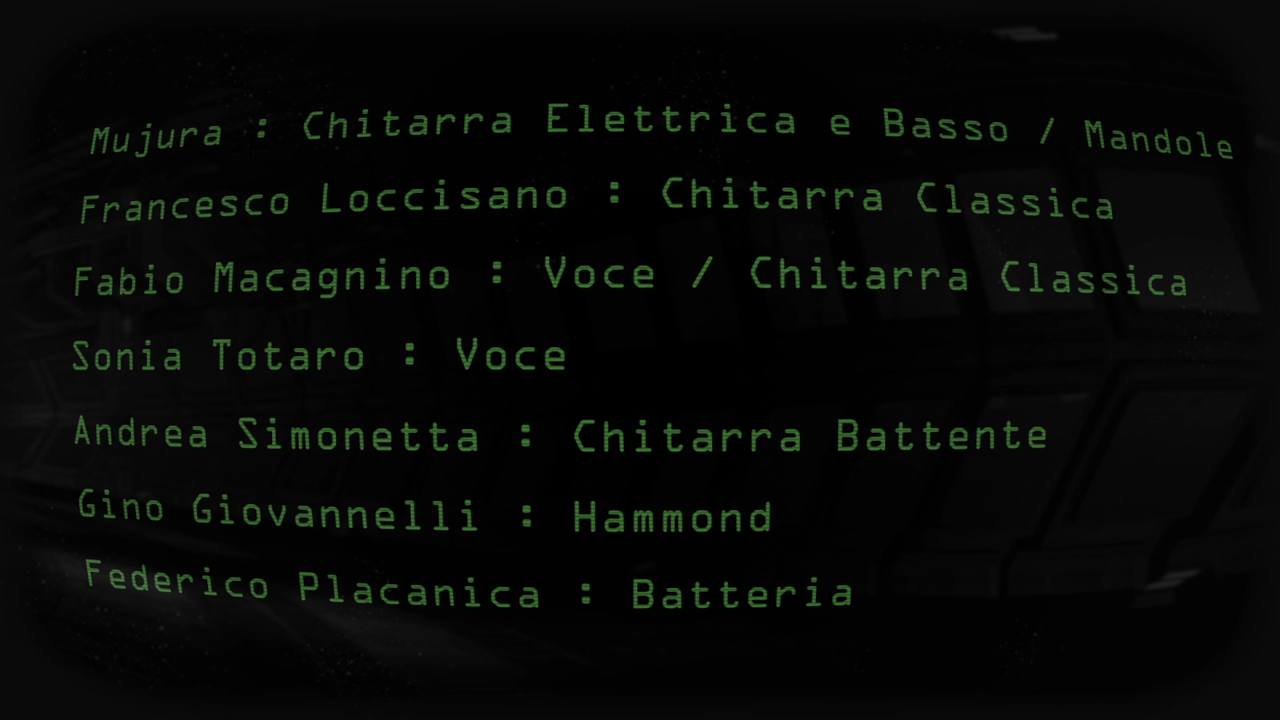 Mujura : Chitarra Elettrica e Basso / Mandole
Francesco Loccisano : Chitarra Classica
Fabio Macagnino : Voce / Chitarra Classica
Sonia Totaro : Voce
Andrea Simonetta : Chitarra Battente
Gino Giovannelli : Hammond
Federico Placanica : Batteria